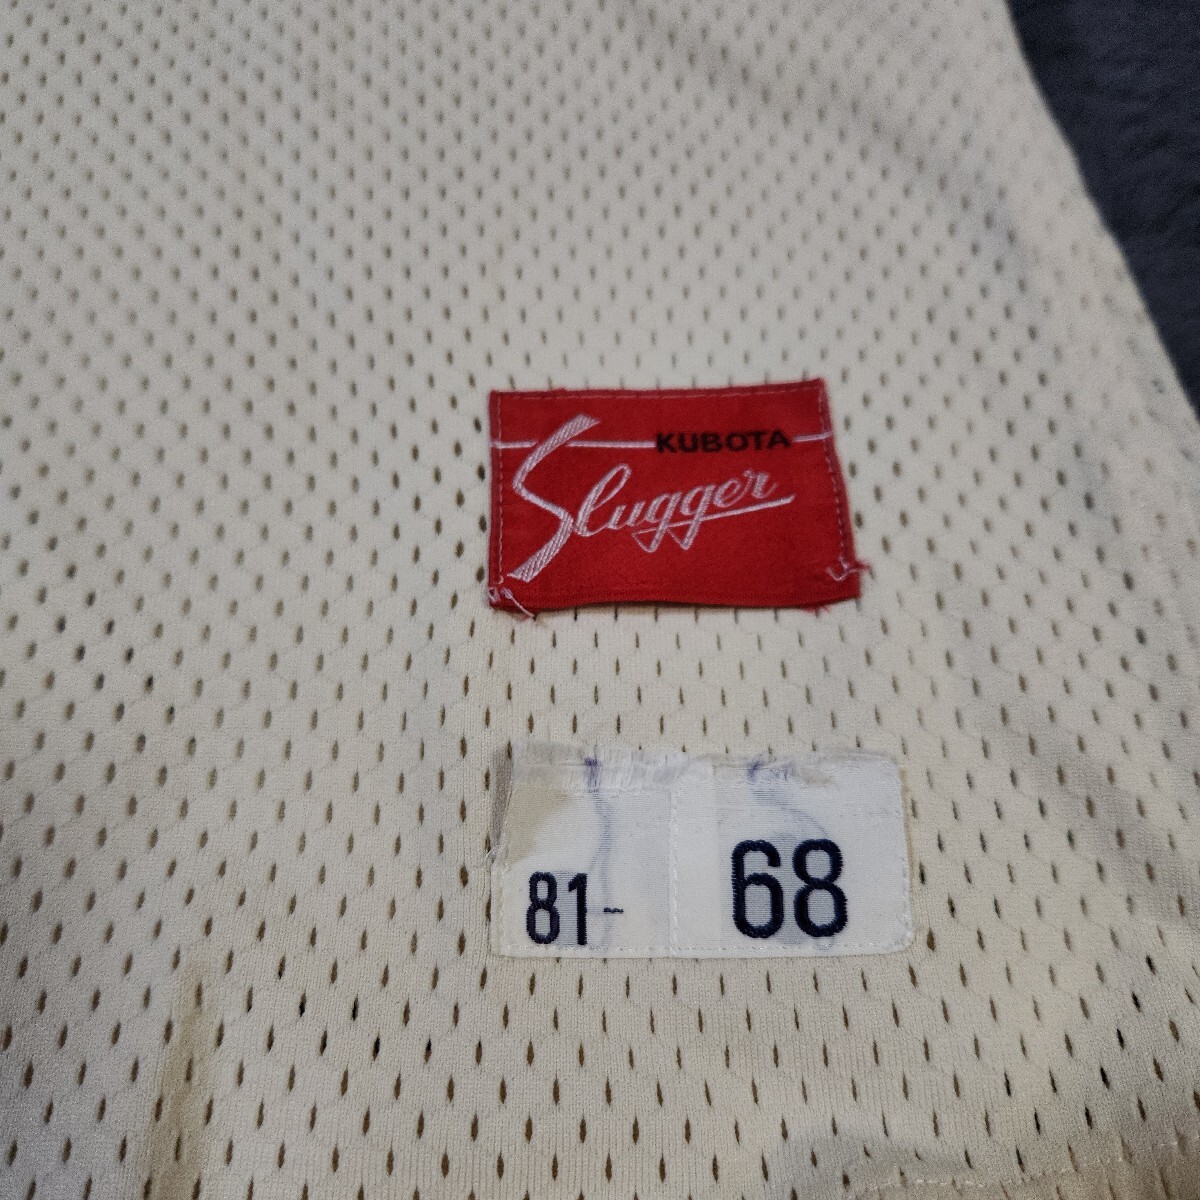 KUBOTA
Slugger
81- 68